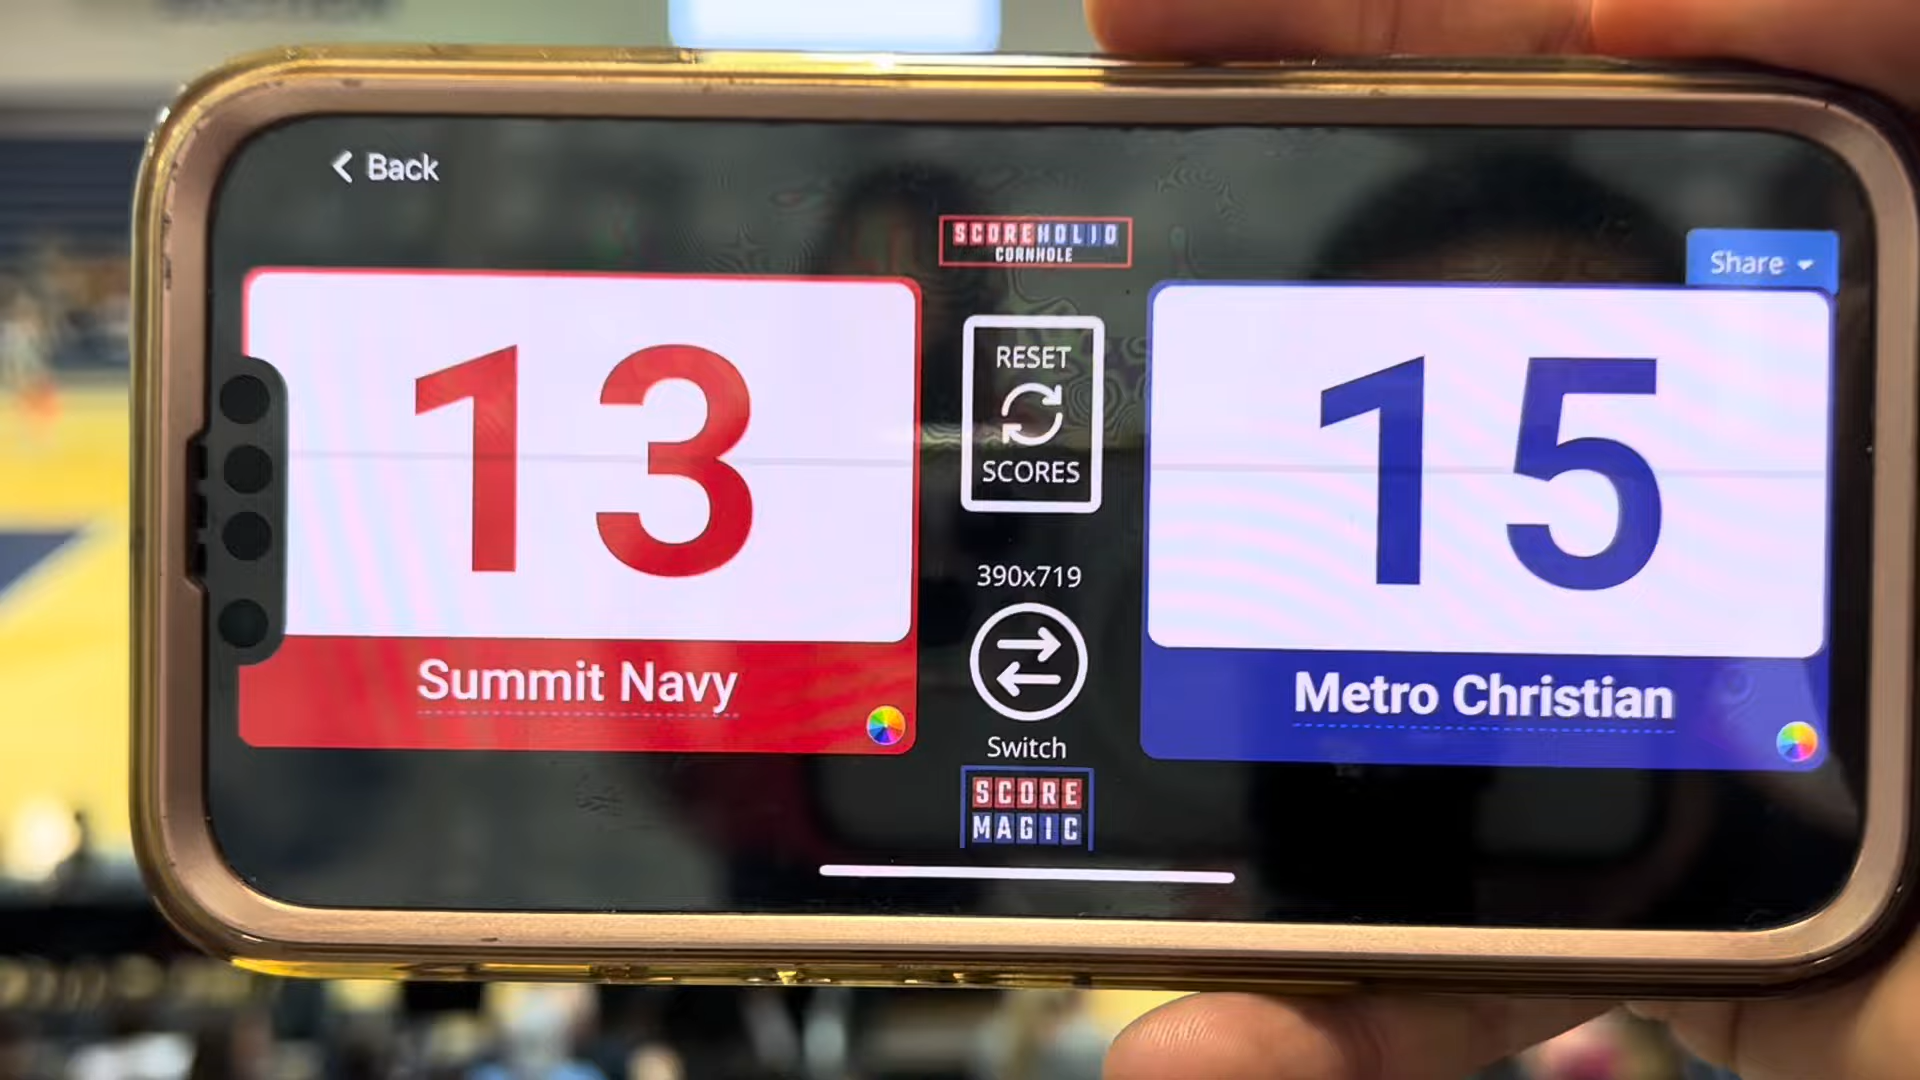 Back
SCOREHOLIO
CORNHOLE
Share
13
RESET
SCORES
15
390x719
Summit Navy
Metro Christian
Switch
SCORE
MAGIC